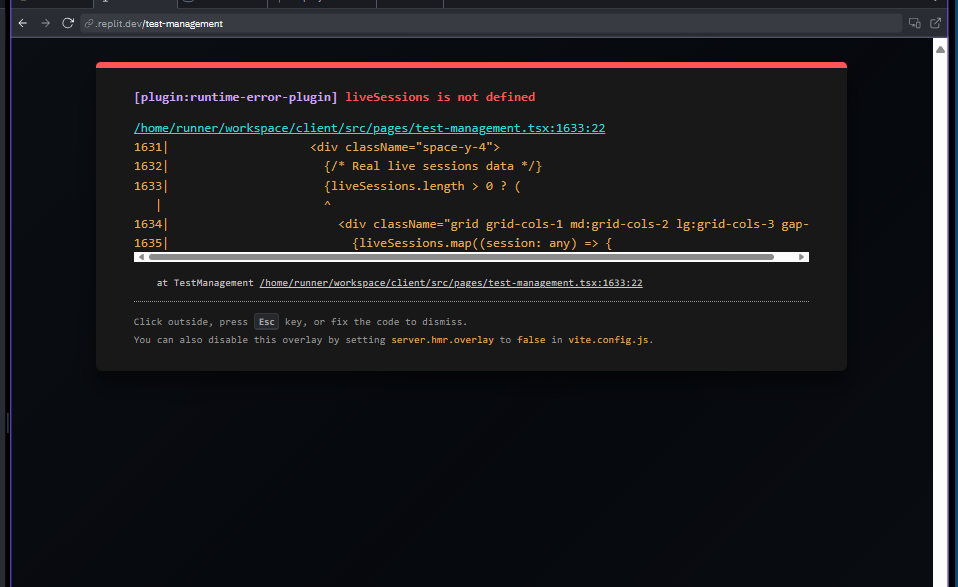 .replit.dev/test-management
[plugin:runtime-error-plugin] liveSessions is not defined
/home/runner/workspace/client/src/pages/test-management.tsx:1633:22
1631|                    <div className="space-y-4">
1632|                      {/* Real live sessions data */}
1633|                      {liveSessions.length > 0 ? (
    |                      ^
1634|                        <div className="grid grid-cols-1 md:grid-cols-2 lg:grid-cols-3 gap-
1635|                          {liveSessions.map((session: any) => {
at TestManagement /home/runner/workspace/client/src/pages/test-management.tsx:1633:22
Click outside, press Esc key, or fix the code to dismiss.
You can also disable this overlay by setting server.hmr.overlay to false in vite.config.js.